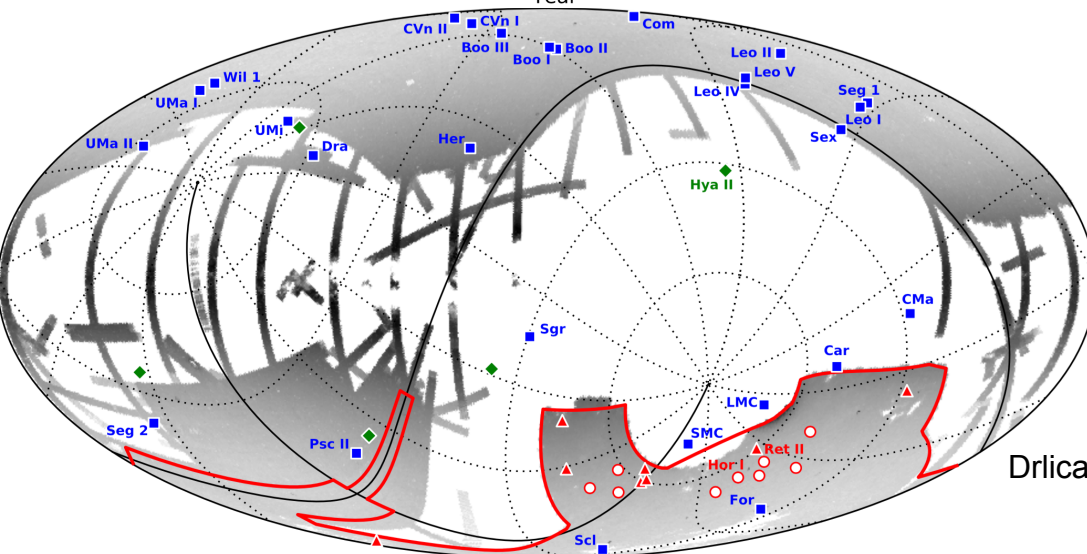 CVn II
CVn I
Com
Boo III
Boo II
Boo I
Leo II
Leo V
Leo IV
Wil 1
UMa I
Seg 1
Leo I
UMi
Sex
UMa II
Dra
Her
Hya II
CMa
Sgr
Car
LMC
Seg 2
Psc II
SMC
Ret II
Hor I
Drlica
For
Scl